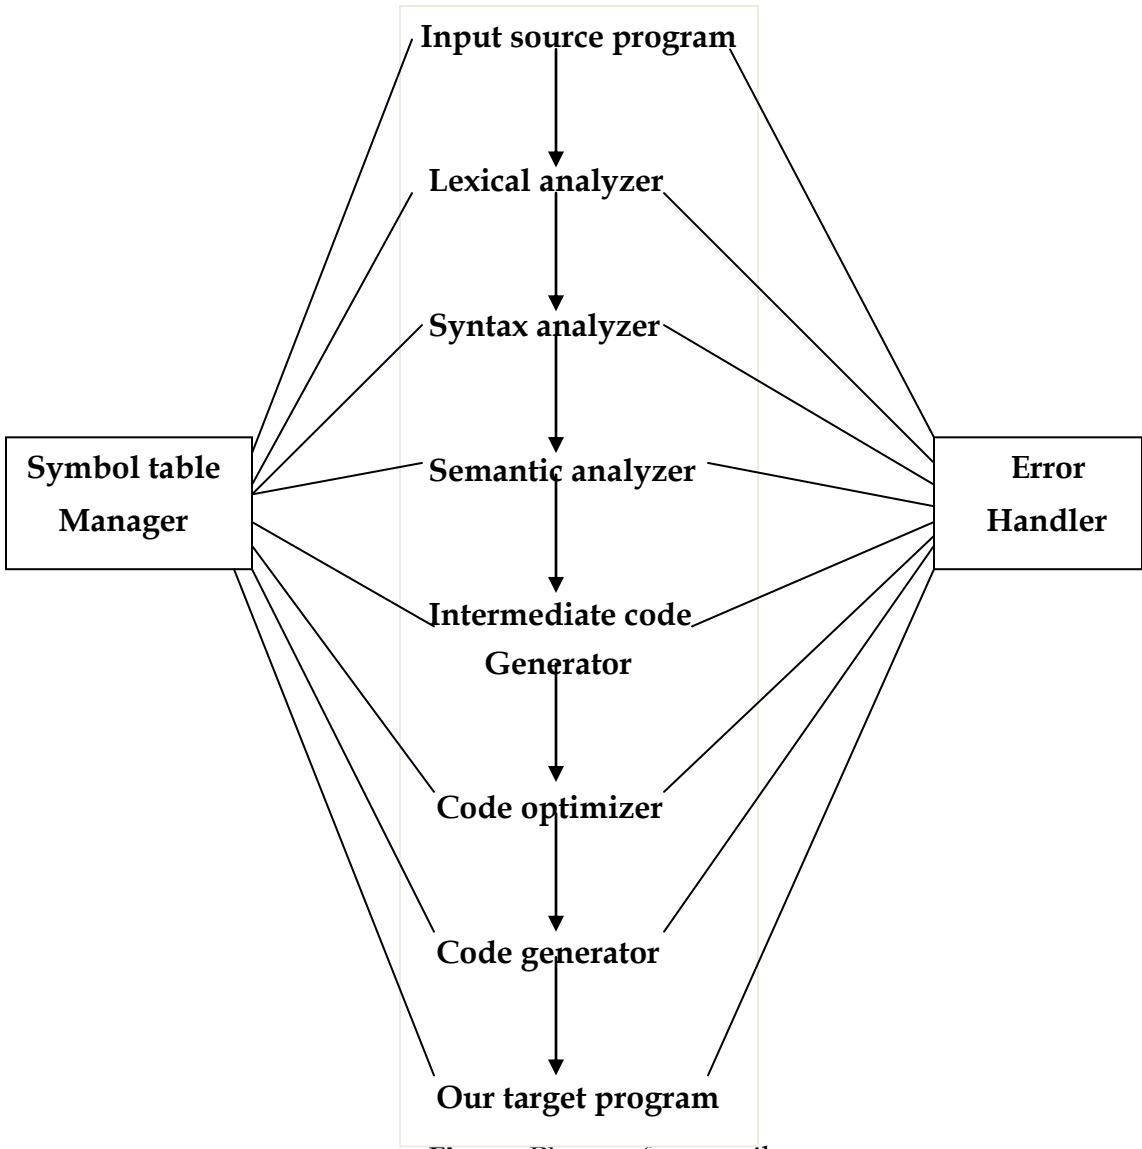 Input source program
Lexical analyzer
Syntax analyzer
Semantic analyzer
Symbol table
Manager
Error
Handler
Intermediate code
Generator
Code optimizer
Code generator
Our target program